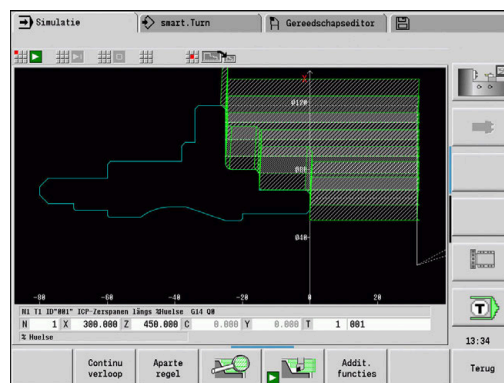 Simulatie smart.Turn Gereedschapseditor
X
Ø120
Ø80
Ø40
-80 -60 -40 -20 0 20
N1 T1 ID"001" ICP-Zerspanen längs %Huelse G14 Q0
N 1 X 300.000 Z 450.000 C 0.000 Y 0.000 T 1 001
% Huelse
T
13:34
Continu verloop Aparte regel Addit. functies Terug